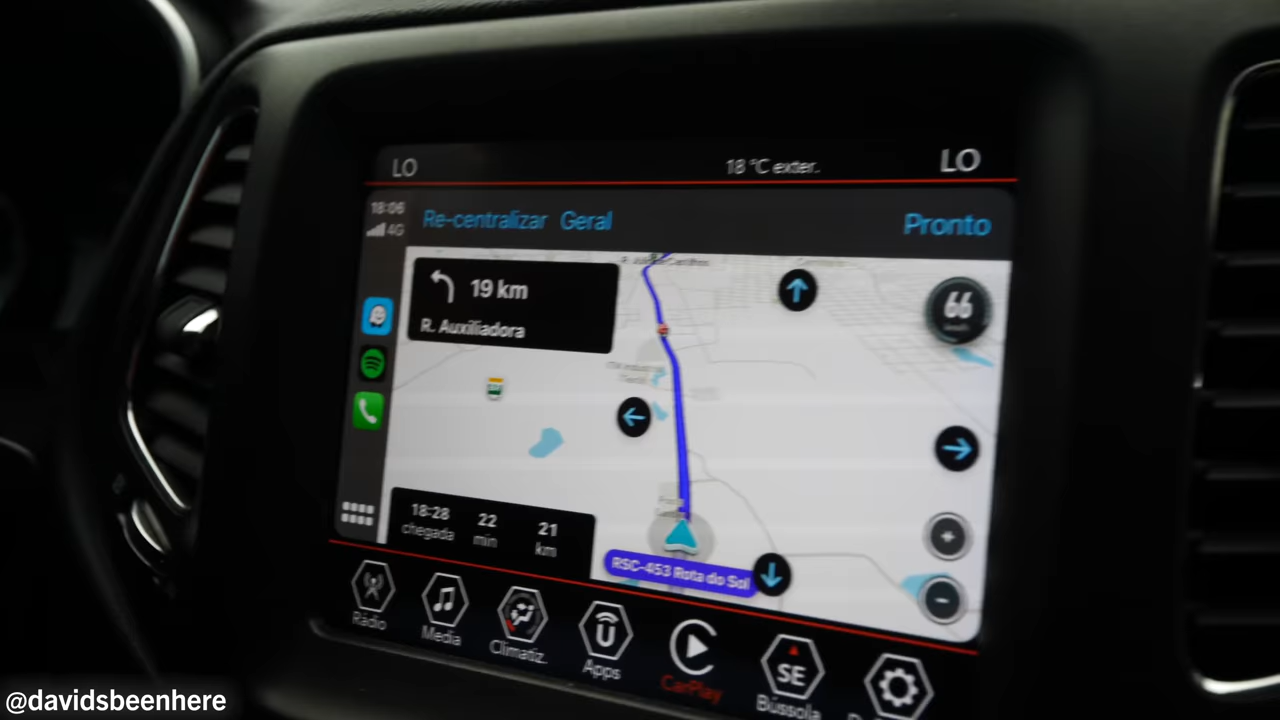 LO
18 °C exter.
LO
18:06
4G
Re-centralizar
Geral
Pronto
19 km
R. Auxiliadora
66
km/h
18:28
chegada
22
min
21
km
RSC-453 Rota do Sol
Rádio
Media
Climatiz.
Apps
CarPlay
SE
Bússola
@davidsbeenhere